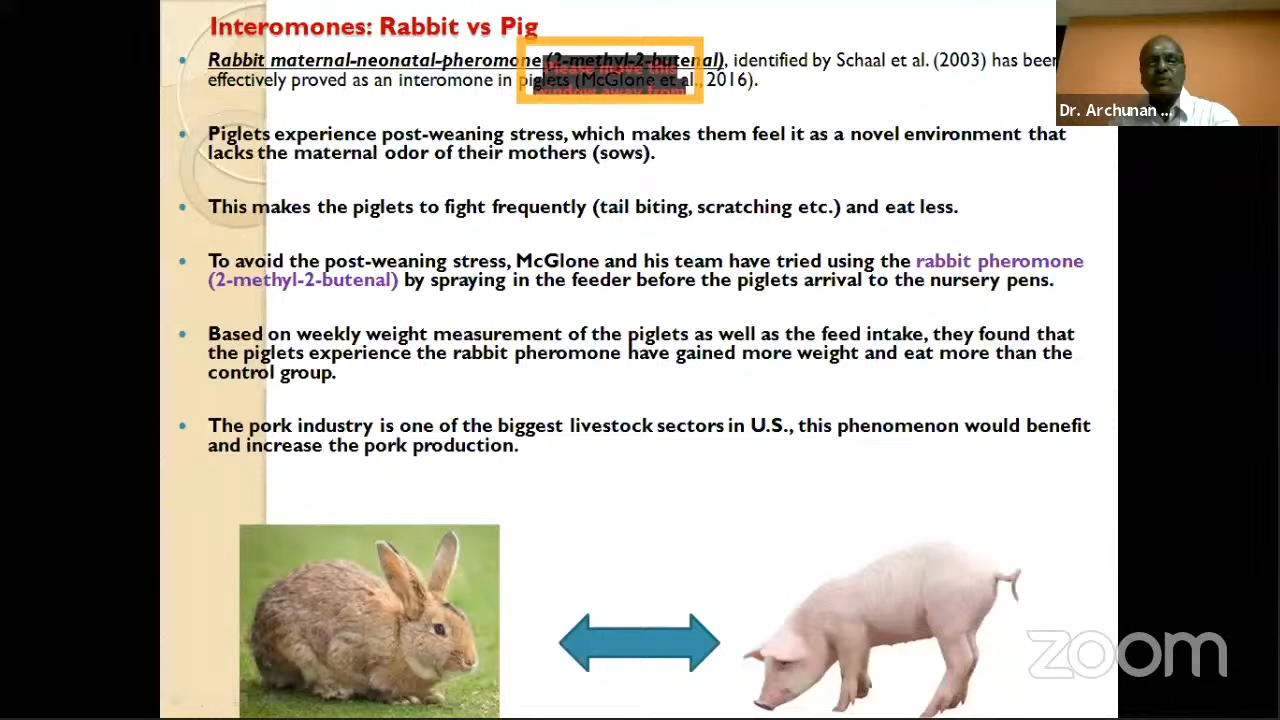 Interomones: Rabbit vs Pig
Rabbit maternal-neonatal-pheromone (2-methyl-2-butenal), identified by Schaal et al. (2003) has been
effectively proved as an interomone in piglets (McGlone et al., 2016).
Please move this
window away from
Dr. Archunan ...
Piglets experience post-weaning stress, which makes them feel it as a novel environment that
lacks the maternal odor of their mothers (sows).
This makes the piglets to fight frequently (tail biting, scratching etc.) and eat less.
To avoid the post-weaning stress, McGlone and his team have tried using the rabbit pheromone
(2-methyl-2-butenal) by spraying in the feeder before the piglets arrival to the nursery pens.
Based on weekly weight measurement of the piglets as well as the feed intake, they found that
the piglets experience the rabbit pheromone have gained more weight and eat more than the
control group.
The pork industry is one of the biggest livestock sectors in U.S., this phenomenon would benefit
and increase the pork production.
zoom